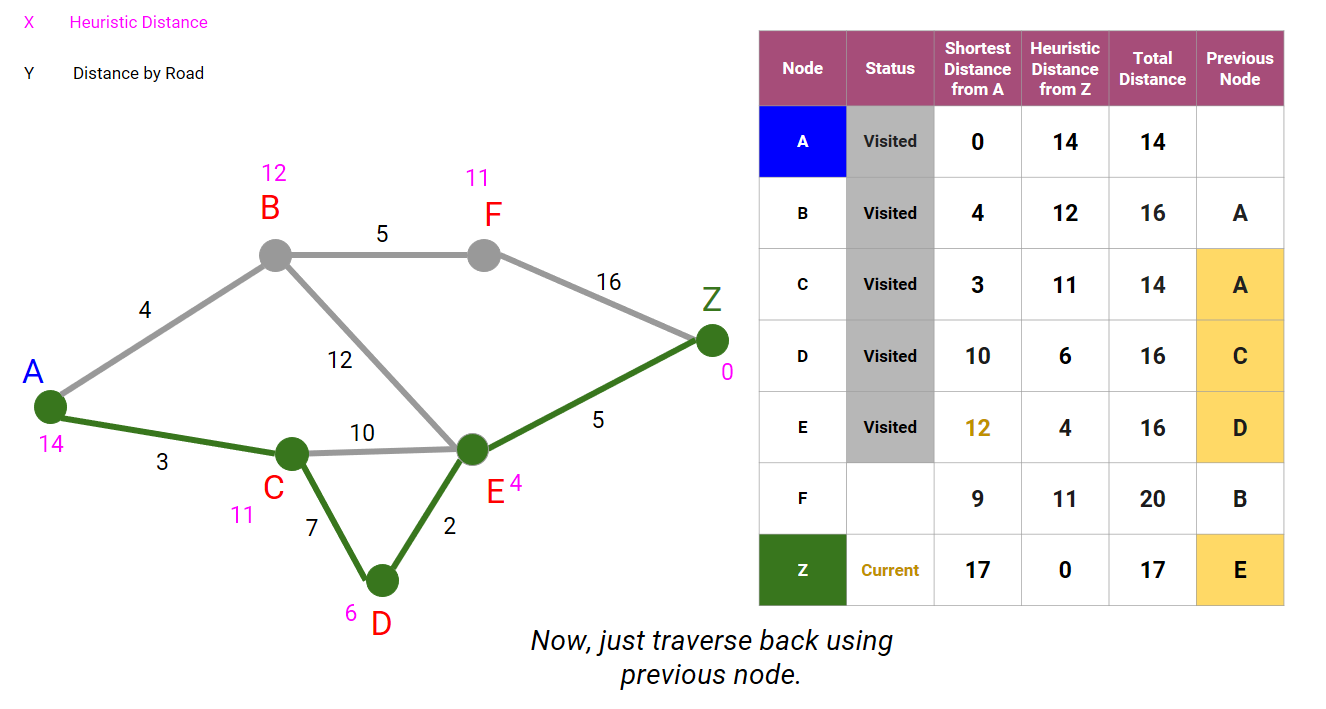 X Heuristic Distance
Y Distance by Road
12
B
11
F
5
4
16
Z
12
0
A
14
3
10
5
C
11
E 4
7
2
6
D
Node Status Shortest Distance from A Heuristic Distance from Z Total Distance Previous Node
A Visited 0 14 14
B Visited 4 12 16 A
C Visited 3 11 14 A
D Visited 10 6 16 C
E Visited 12 4 16 D
F 9 11 20 B
Z Current 17 0 17 E
Now, just traverse back using
previous node.